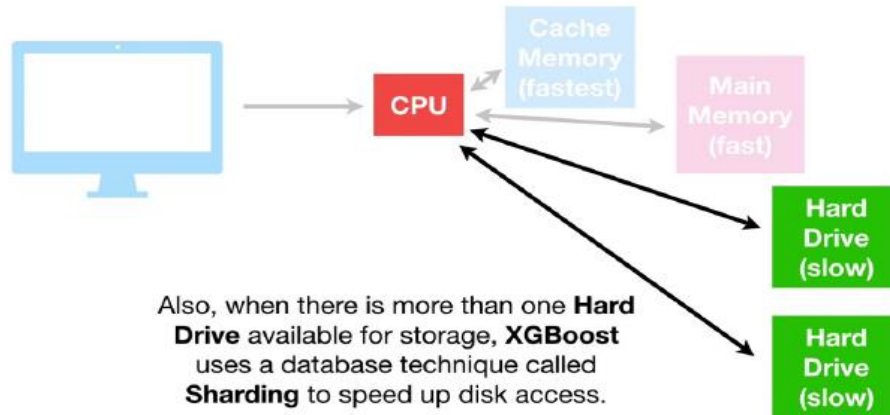 Cache
Memory
(fastest)
CPU
Main
Memory
(fast)
Hard
Drive
(slow)
Also, when there is more than one Hard
Drive available for storage, XGBoost
uses a database technique called
Sharding to speed up disk access.
Hard
Drive
(slow)